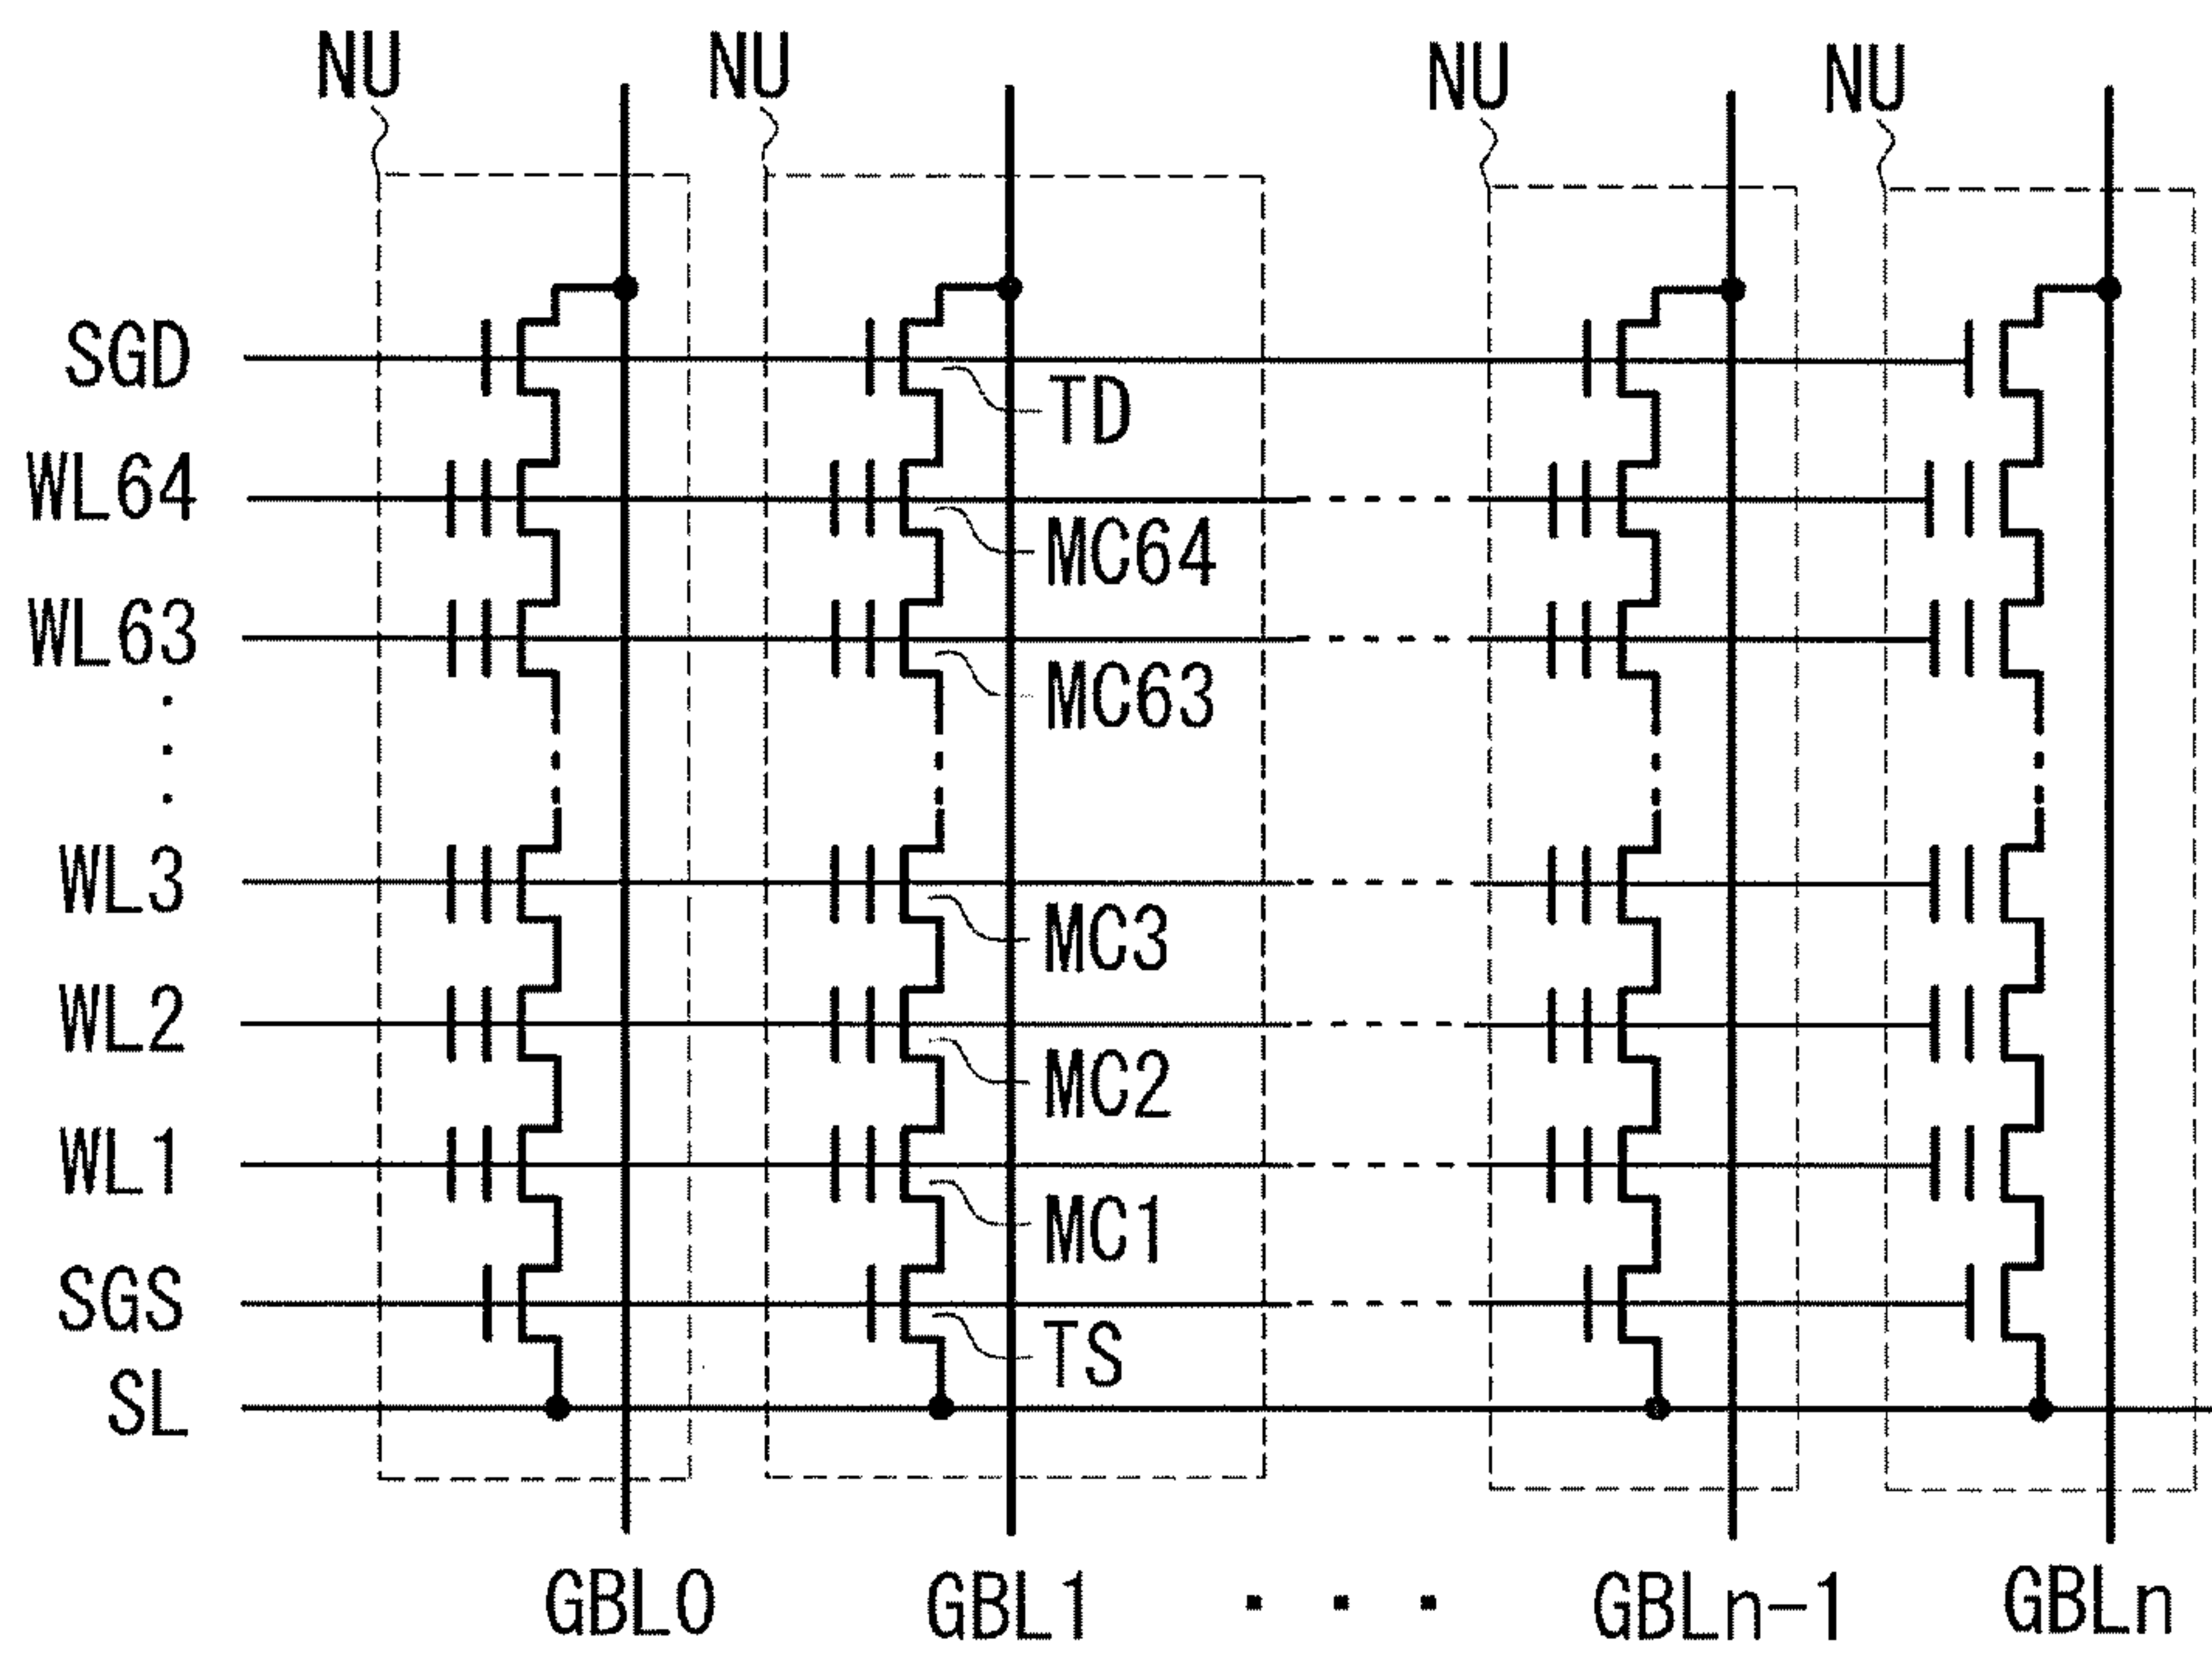 NU NU NU NU
SGD
TD
WL64
MC64
WL63
MC63
WL3
MC3
WL2
MC2
WL1
MC1
SGS
TS
SL
GBL0 GBL1 ··· GBLn-1 GBLn